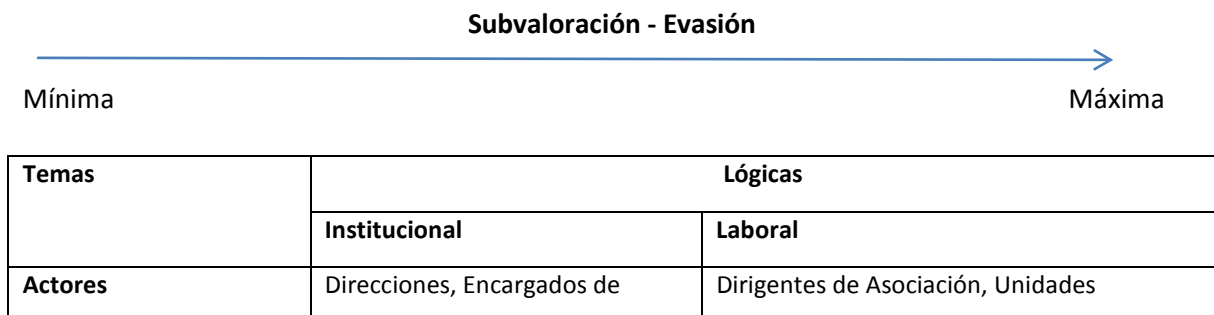 Subvaloración - Evasión
Mínima Máxima
Temas Lógicas
Institucional Laboral
Actores Direcciones, Encargados de Dirigentes de Asociación, Unidades